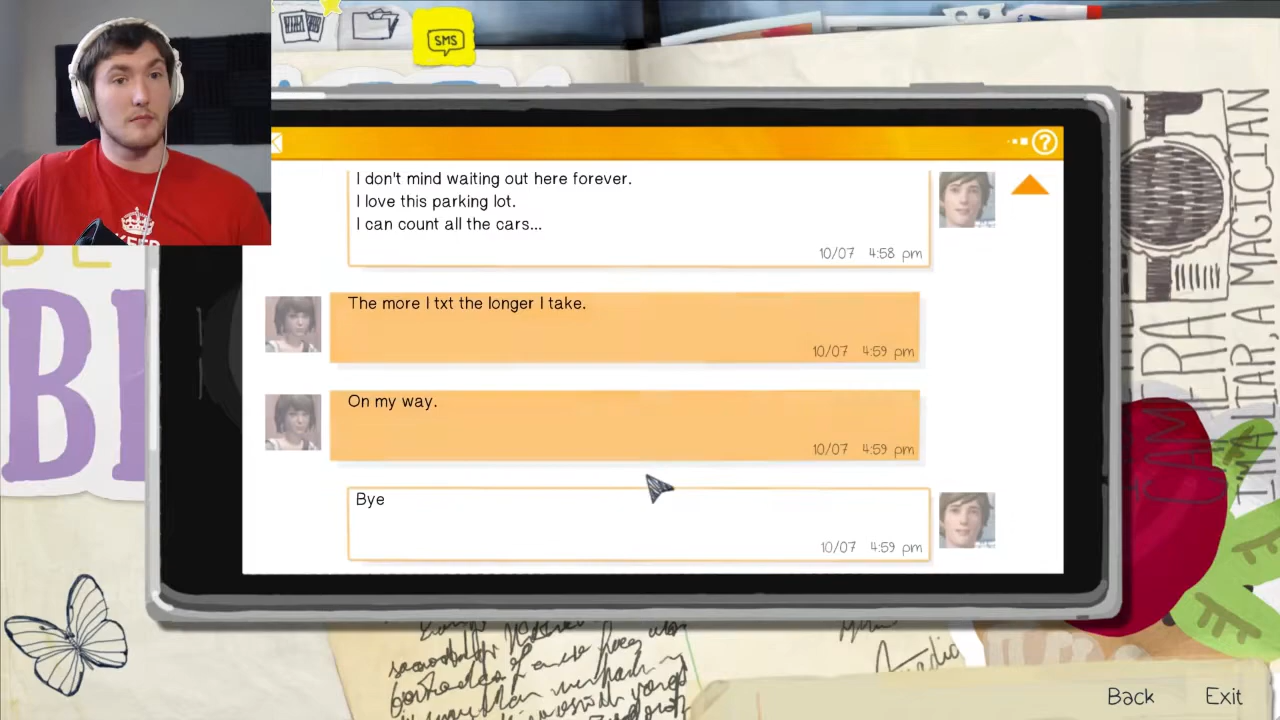 SMS
KEEP
?
I don't mind waiting out here forever.
I love this parking lot.
I can count all the cars...
10/07 4:58 pm
The more I txt the longer I take.
10/07 4:59 pm
On my way.
10/07 4:59 pm
Bye
10/07 4:59 pm
CAMERA
LIAR, A MAGICIAN
Back
Exit